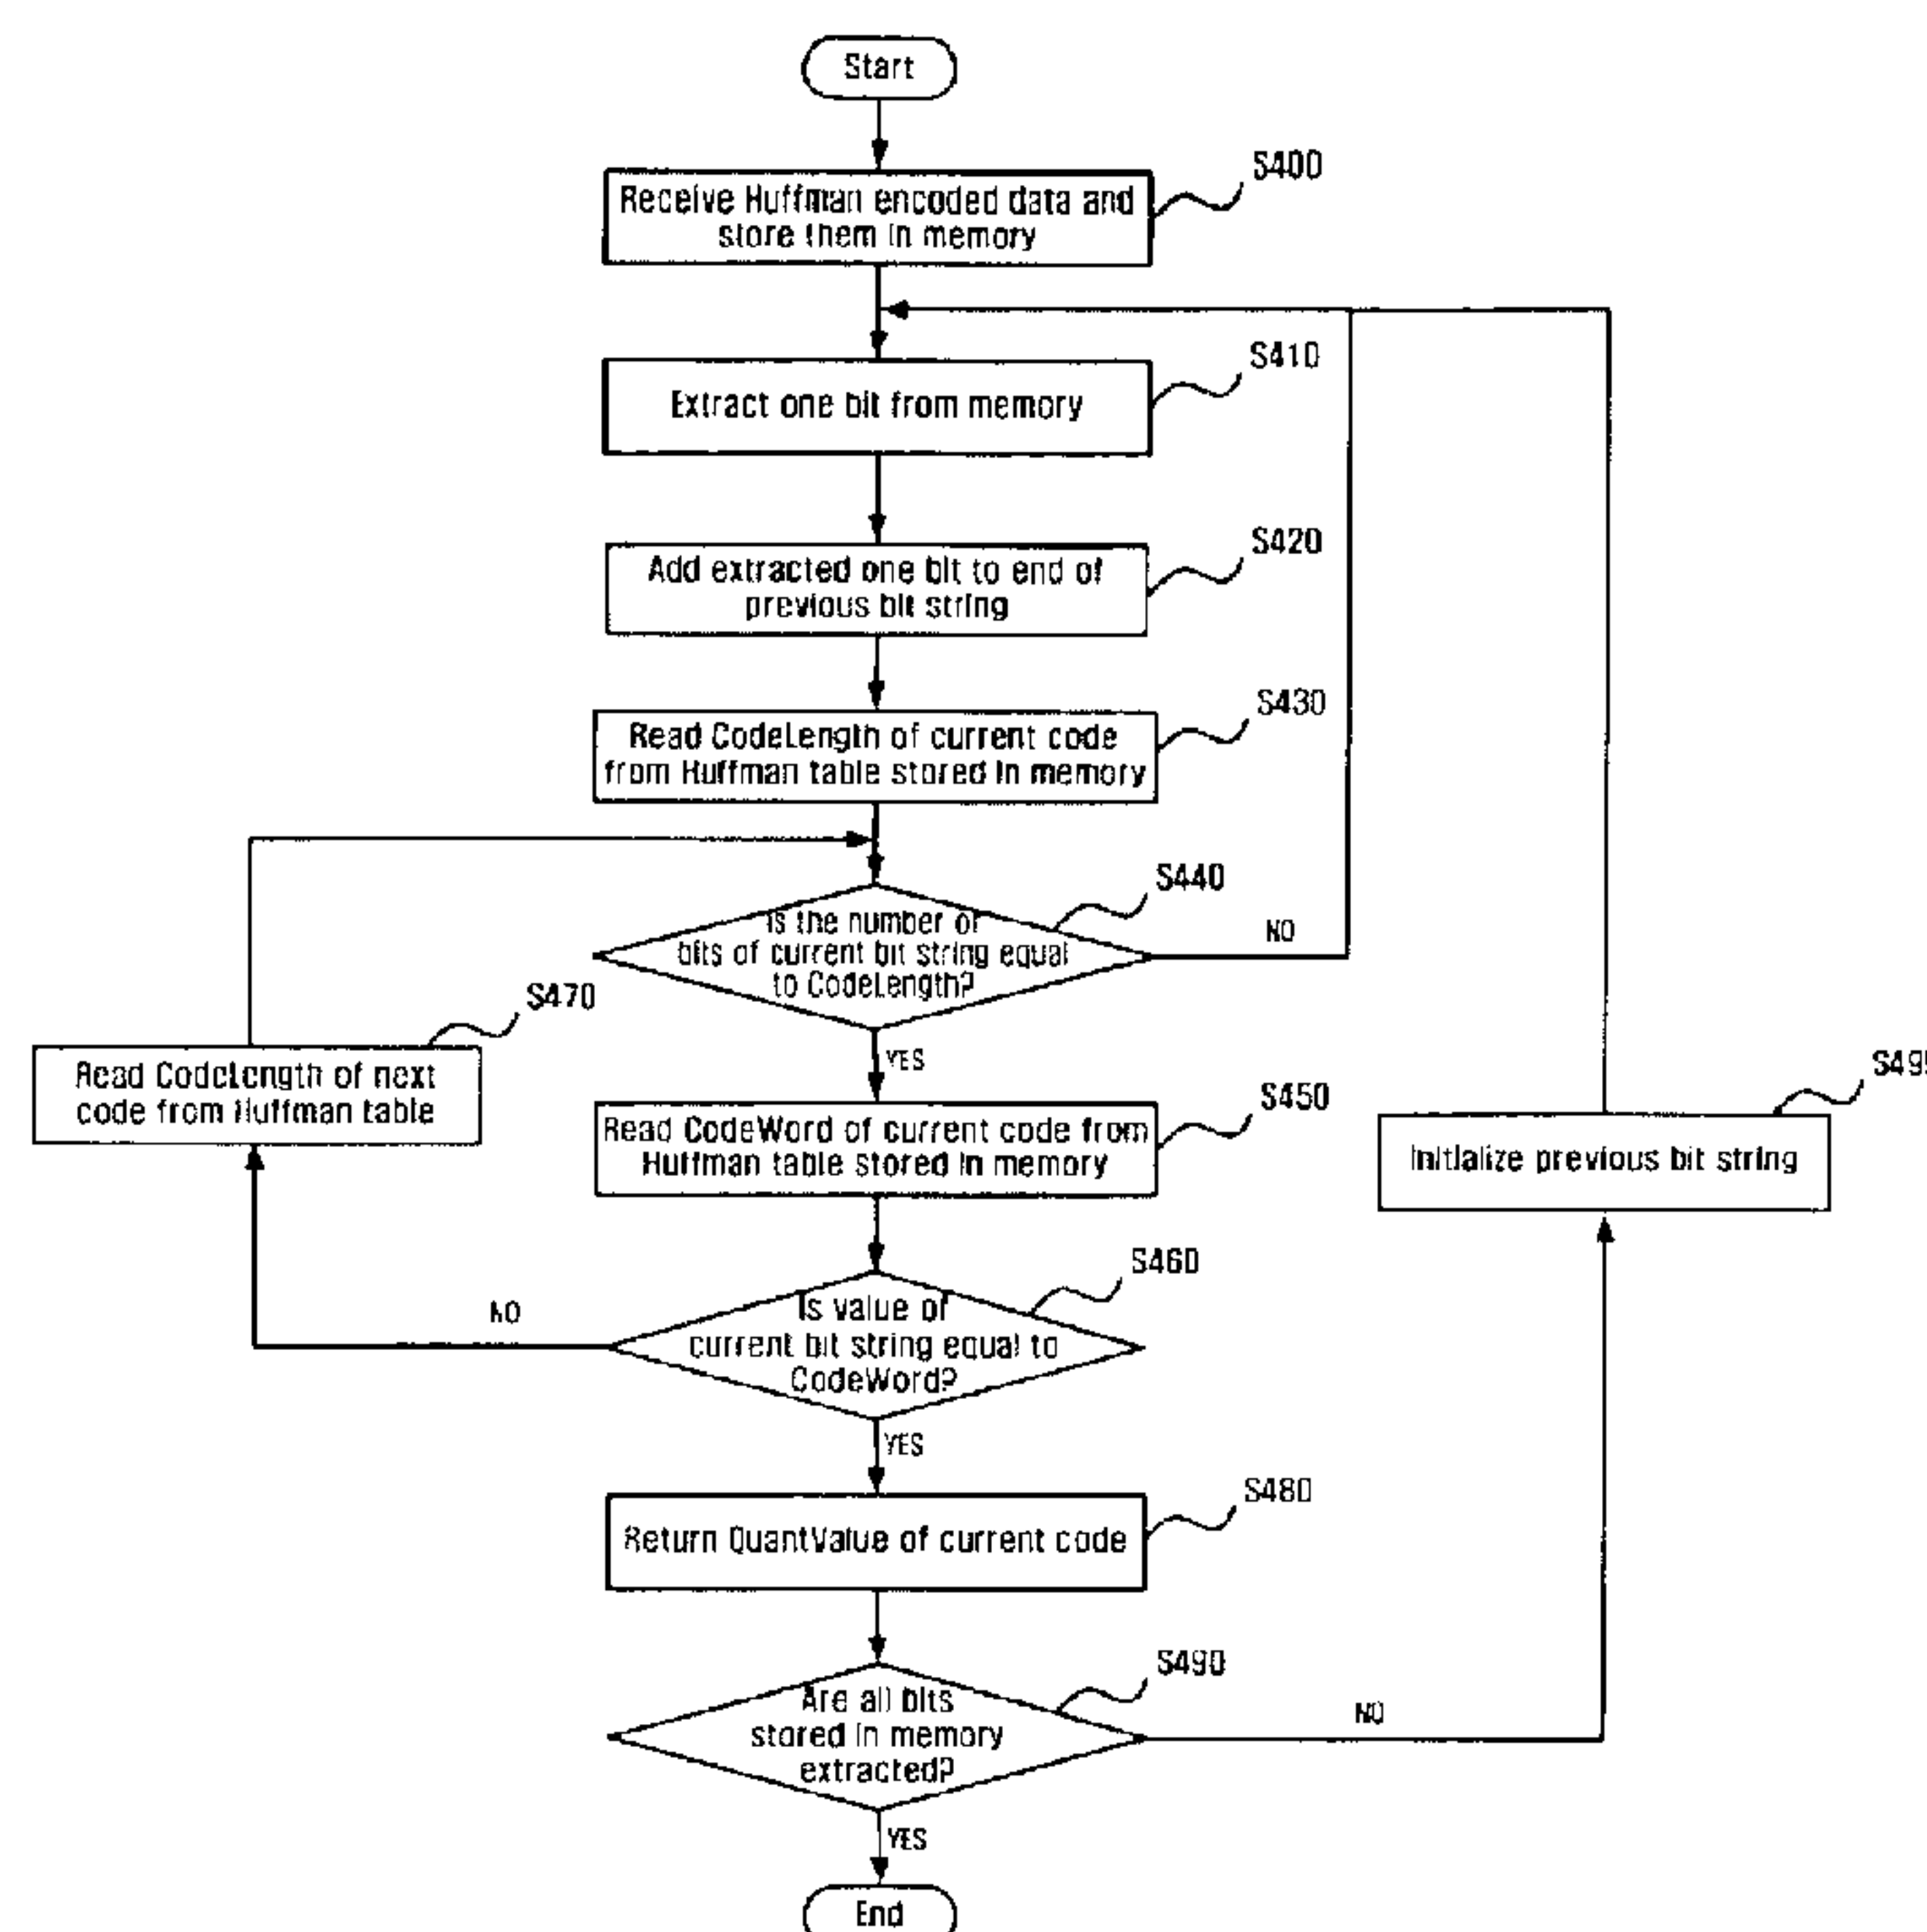 Start
S400
Receive Huffman encoded data and
store them in memory
S410
Extract one bit from memory
S420
Add extracted one bit to end of
previous bit string
S430
Read CodeLength of current code
from Huffman table stored in memory
S440
Is the number of
bits of current bit string equal
to CodeLength?
NO
S470
Read CodeLength of next
code from Huffman table
YES
S450
Read CodeWord of current code from
Huffman table stored in memory
S495
Initialize previous bit string
S460
Is value of
current bit string equal to
CodeWord?
NO
YES
S480
Return QuantValue of current code
S490
Are all bits
stored in memory
extracted?
NO
YES
End